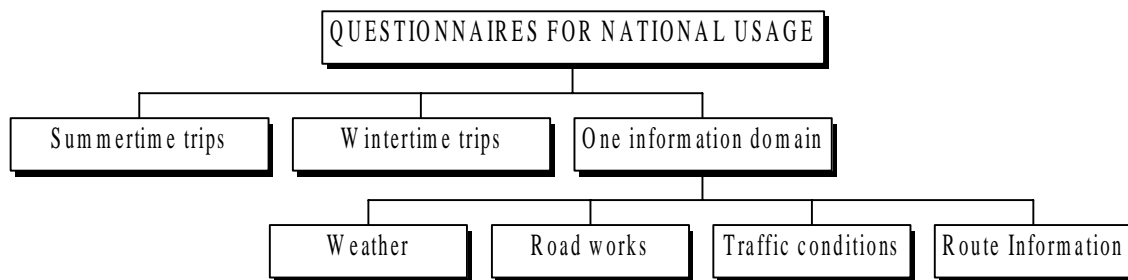 QUESTIONNAIRES FOR NATIONAL USAGE
Summertime trips
Wintertime trips
One information domain
Weather
Road works
Traffic conditions
Route Information